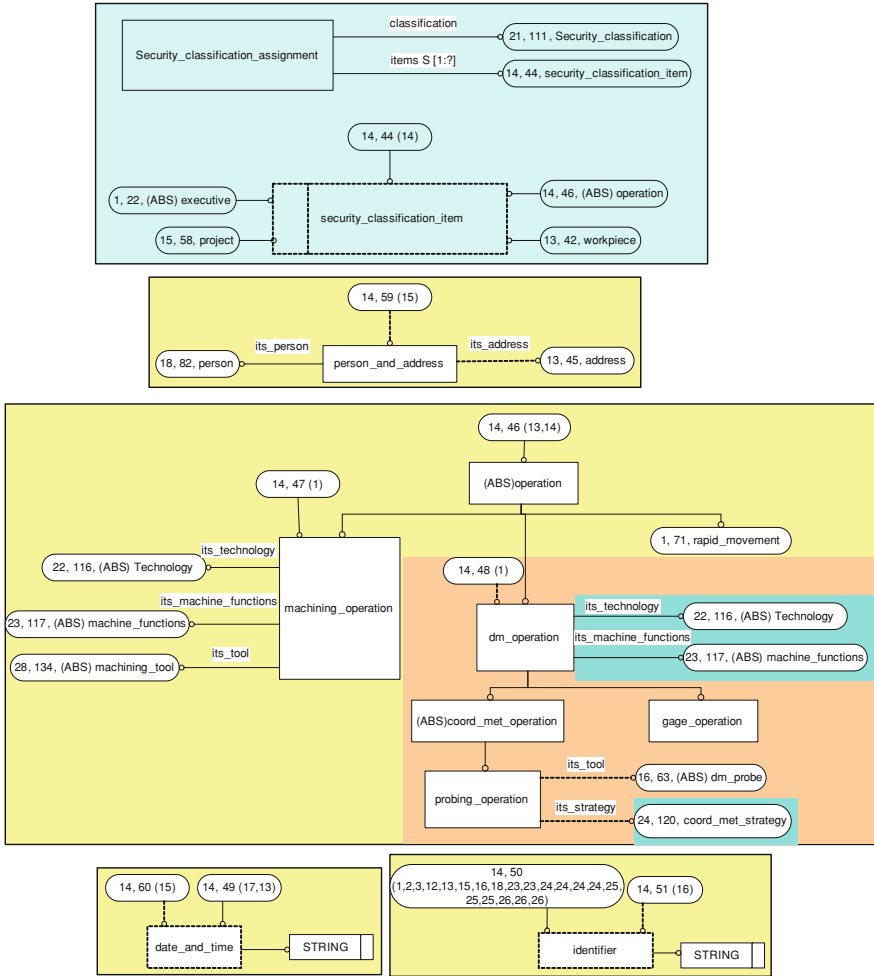 classification
Security_classification_assignment
21, 111, Security_classification
items S [1:?]
14, 44, security_classification_item
14, 44 (14)
1, 22, (ABS) executive
14, 46, (ABS) operation
security_classification_item
15, 58, project
13, 42, workpiece
14, 59 (15)
its_person
its_address
18, 82, person
person_and_address
13, 45, address
14, 46 (13,14)
14, 47 (1)
(ABS)operation
1, 71, rapid_movement
its_technology
22, 116, (ABS) Technology
14, 48 (1)
its_machine_functions
machining_operation
its_technology
22, 116, (ABS) Technology
23, 117, (ABS) machine_functions
dm_operation
its_machine_functions
its_tool
28, 134, (ABS) machining_tool
23, 117, (ABS) machine_functions
(ABS)coord_met_operation
gage_operation
its_tool
16, 63, (ABS) dm_probe
probing_operation
its_strategy
24, 120, coord_met_strategy
14, 60 (15)
14, 49 (17,13)
date_and_time
STRING
14, 50
(1,2,3,12,13,15,16,18,23,23,24,24,24,24,25,
25,25,26,26,26)
14, 51 (16)
identifier
STRING